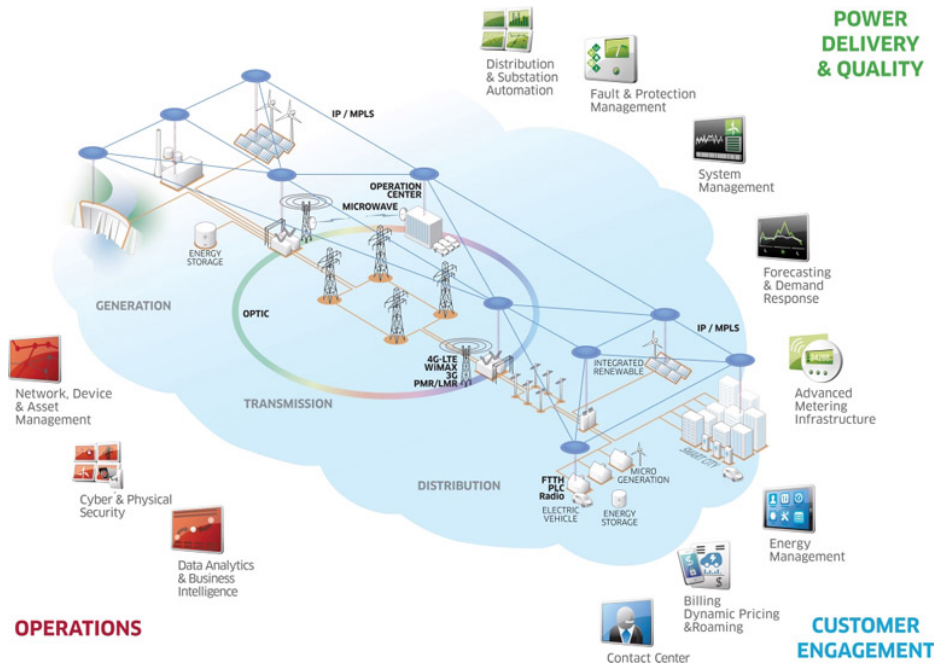 POWER
DELIVERY
& QUALITY
Distribution
& Substation
Automation
Fault & Protection
Management
IP / MPLS
System
Management
OPERATION
CENTER
MICROWAVE
ENERGY
STORAGE
Forecasting
& Demand
Response
GENERATION
OPTIC
IP / MPLS
4G-LTE
WiMAX
3G
PMR/LMR
INTEGRATED
RENEWABLE
34265
Network, Device
& Asset
Management
TRANSMISSION
Advanced
Metering
Infrastructure
SMART CITY
Cyber & Physical
Security
DISTRIBUTION
FTTH
PLC
Radio
MICRO
GENERATION
ELECTRIC
VEHICLE
ENERGY
STORAGE
Energy
Management
Data Analytics
& Business
Intelligence
$
$
Billing
Dynamic Pricing
&Roaming
OPERATIONS
Contact Center
CUSTOMER
ENGAGEMENT